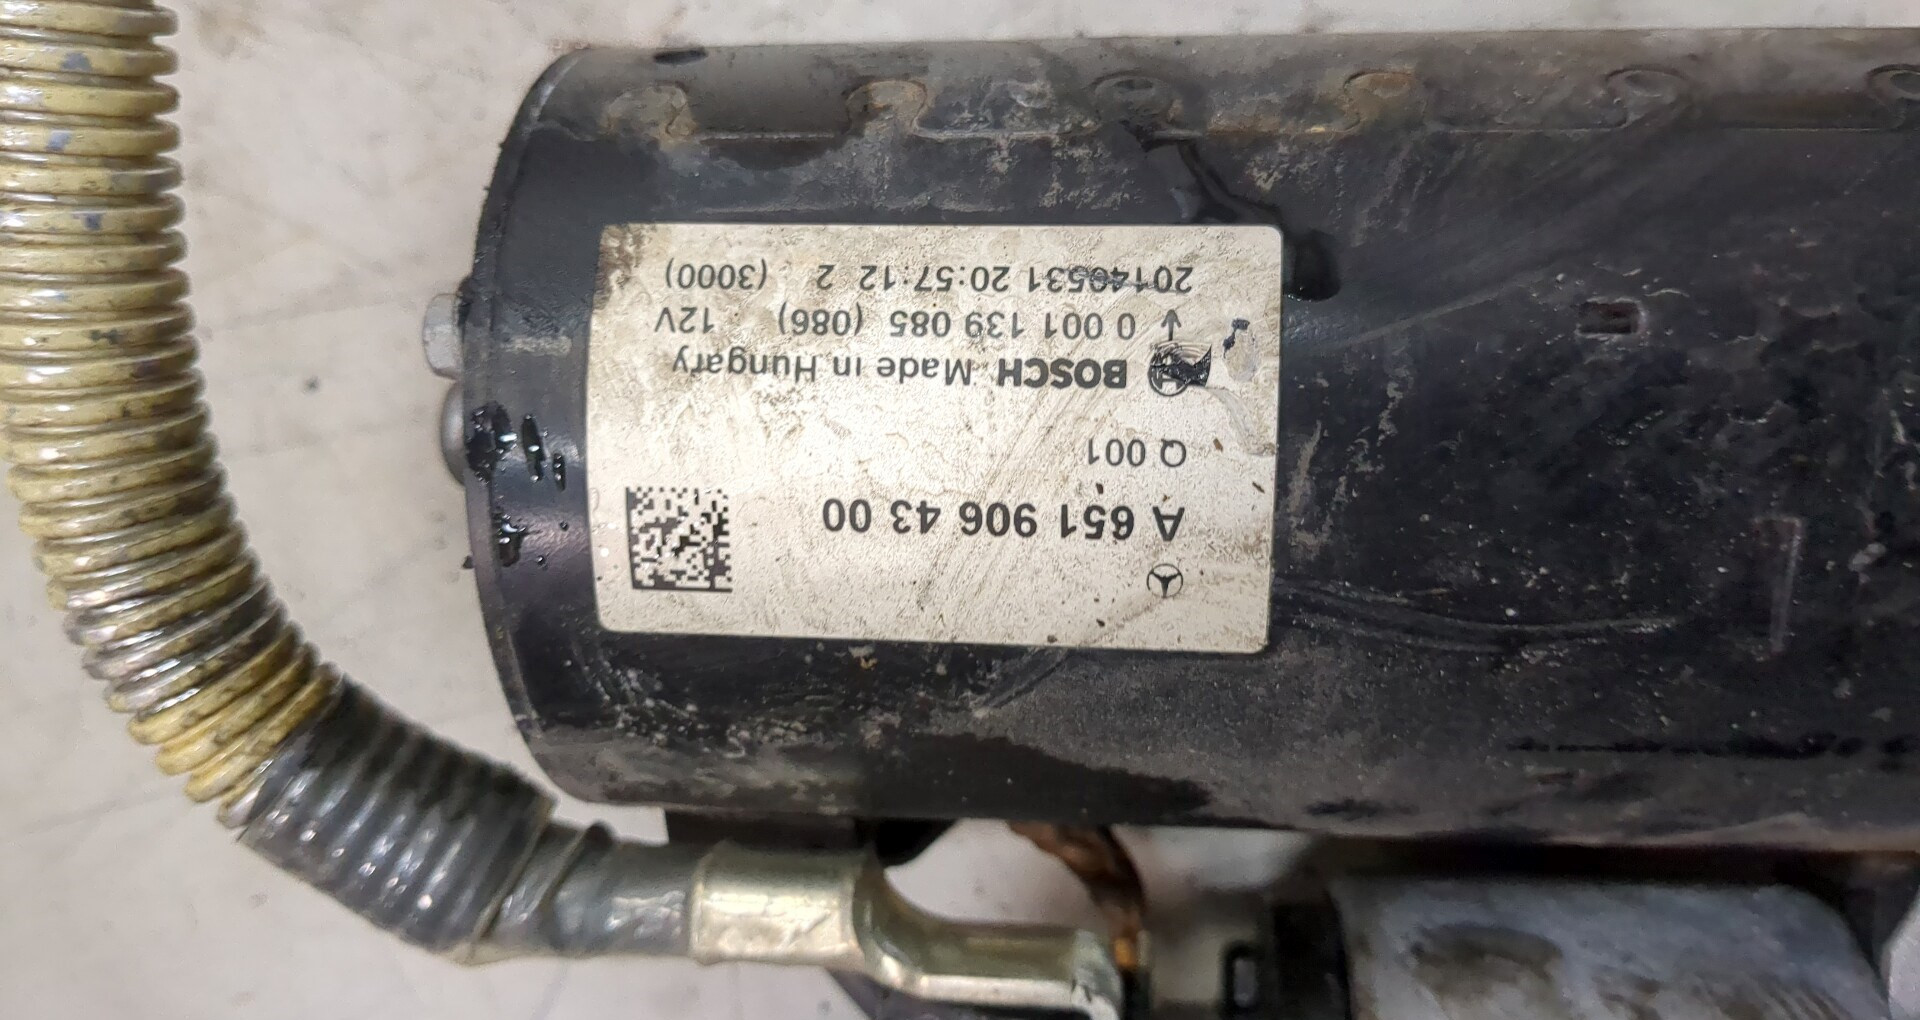 A 651 906 43 00
Q 001
BOSCH Made in Hungary
0 001 139 085 (086) 12V
20140531 20:57:12 2 (3000)